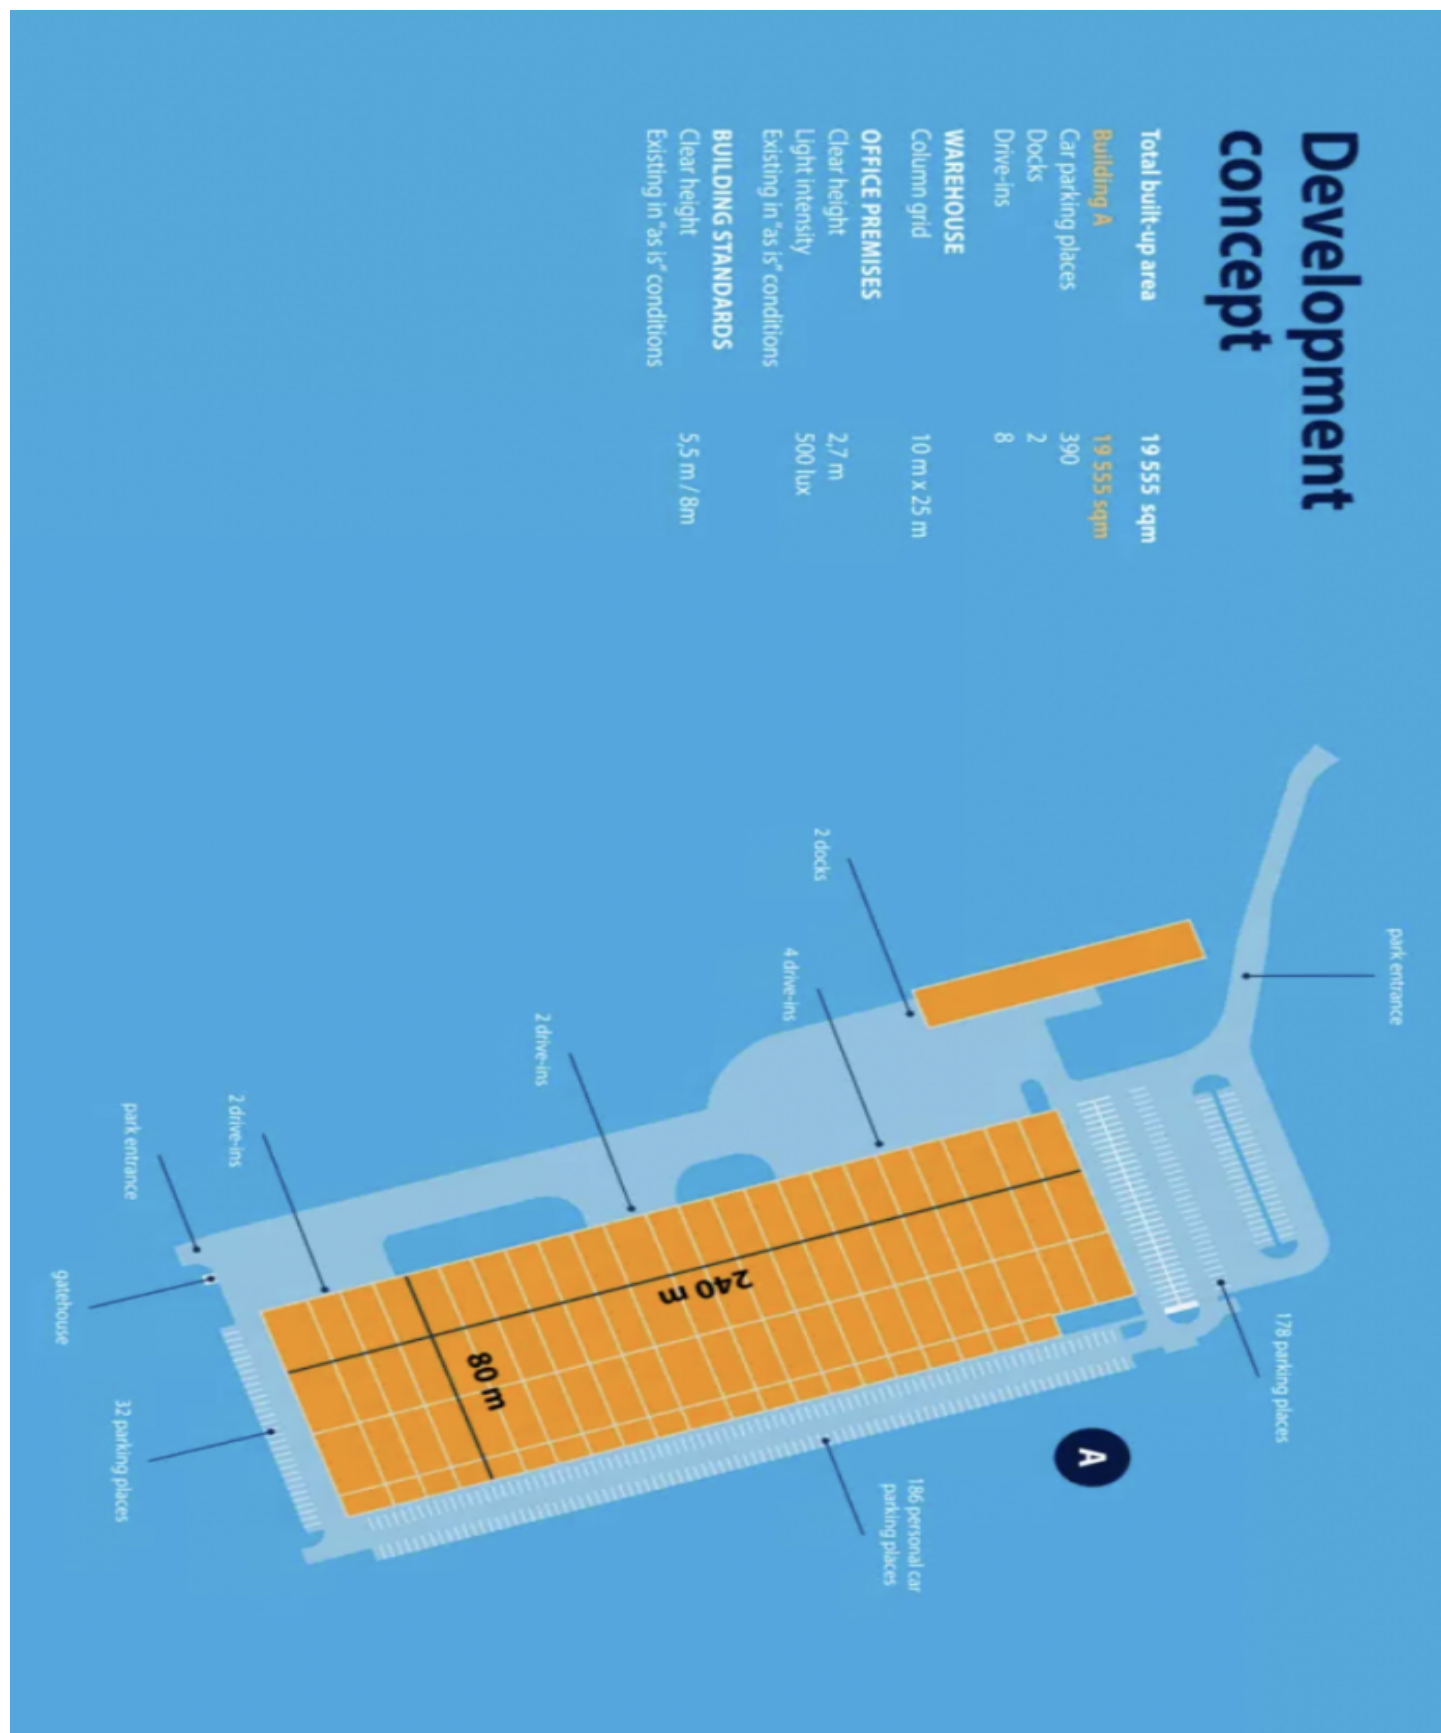 Development
concept
Total built-up area 19 555 sqm
Building A 19 555 sqm
Car parking places 390
Docks 2
Drive-ins 8
WAREHOUSE
Column grid 10 m x 25 m
OFFICE PREMISES
Clear height 2,7 m
Light intensity 500 lux
Existing in "as is" conditions
BUILDING STANDARDS
Clear height 5,5 m / 8m
Existing in "as is" conditions
park entrance
2 docks
4 drive-ins
2 drive-ins
2 drive-ins
park entrance
gatehouse
32 parking places
240 m
80 m
178 parking places
A
186 personal car
parking places